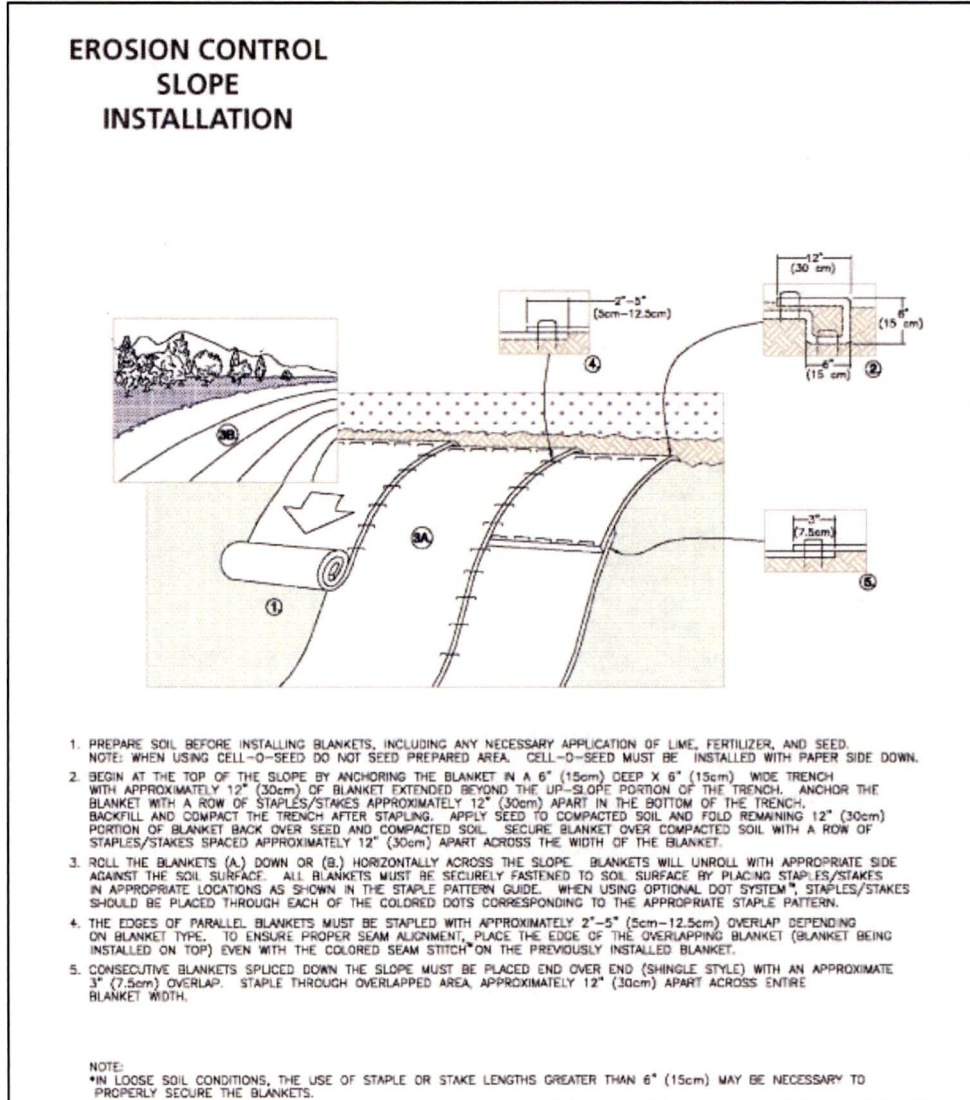 EROSION CONTROL
SLOPE
INSTALLATION
12"
(30 cm)
6"
(15 cm)
6"
(15 cm)
2.
2"-5"
(5cm-12.5cm)
4.
3B.
3A.
1.
3"
(7.5cm)
5.
1. PREPARE SOIL BEFORE INSTALLING BLANKETS, INCLUDING ANY NECESSARY APPLICATION OF LIME, FERTILIZER, AND SEED.
NOTE: WHEN USING CELL-O-SEED DO NOT SEED PREPARED AREA. CELL-O-SEED MUST BE INSTALLED WITH PAPER SIDE DOWN.
2. BEGIN AT THE TOP OF THE SLOPE BY ANCHORING THE BLANKET IN A 6" (15cm) DEEP X 6" (15cm) WIDE TRENCH
WITH APPROXIMATELY 12" (30cm) OF BLANKET EXTENDED BEYOND THE UP-SLOPE PORTION OF THE TRENCH. ANCHOR THE
BLANKET WITH A ROW OF STAPLES/STAKES APPROXIMATELY 12" (30cm) APART IN THE BOTTOM OF THE TRENCH.
BACKFILL AND COMPACT THE TRENCH AFTER STAPLING. APPLY SEED TO COMPACTED SOIL AND FOLD REMAINING 12" (30cm)
PORTION OF BLANKET BACK OVER SEED AND COMPACTED SOIL. SECURE BLANKET OVER COMPACTED SOIL WITH A ROW OF
STAPLES/STAKES SPACED APPROXIMATELY 12" (30cm) APART ACROSS THE WIDTH OF THE BLANKET.
3. ROLL THE BLANKETS (A.) DOWN OR (B.) HORIZONTALLY ACROSS THE SLOPE. BLANKETS WILL UNROLL WITH APPROPRIATE SIDE
AGAINST THE SOIL SURFACE. ALL BLANKETS MUST BE SECURELY FASTENED TO SOIL SURFACE BY PLACING STAPLES/STAKES
IN APPROPRIATE LOCATIONS AS SHOWN IN THE STAPLE PATTERN GUIDE. WHEN USING OPTIONAL DOT SYSTEM™, STAPLES/STAKES
SHOULD BE PLACED THROUGH EACH OF THE COLORED DOTS CORRESPONDING TO THE APPROPRIATE STAPLE PATTERN.
4. THE EDGES OF PARALLEL BLANKETS MUST BE STAPLED WITH APPROXIMATELY 2"-5" (5cm-12.5cm) OVERLAP DEPENDING
ON BLANKET TYPE. TO ENSURE PROPER SEAM ALIGNMENT, PLACE THE EDGE OF THE OVERLAPPING BLANKET (BLANKET BEING
INSTALLED ON TOP) EVEN WITH THE COLORED SEAM STITCH™ ON THE PREVIOUSLY INSTALLED BLANKET.
5. CONSECUTIVE BLANKETS SPLICED DOWN THE SLOPE MUST BE PLACED END OVER END (SHINGLE STYLE) WITH AN APPROXIMATE
3" (7.5cm) OVERLAP. STAPLE THROUGH OVERLAPPED AREA, APPROXIMATELY 12" (30cm) APART ACROSS ENTIRE
BLANKET WIDTH.
NOTE:
*IN LOOSE SOIL CONDITIONS, THE USE OF STAPLE OR STAKE LENGTHS GREATER THAN 6" (15cm) MAY BE NECESSARY TO
PROPERLY SECURE THE BLANKETS.